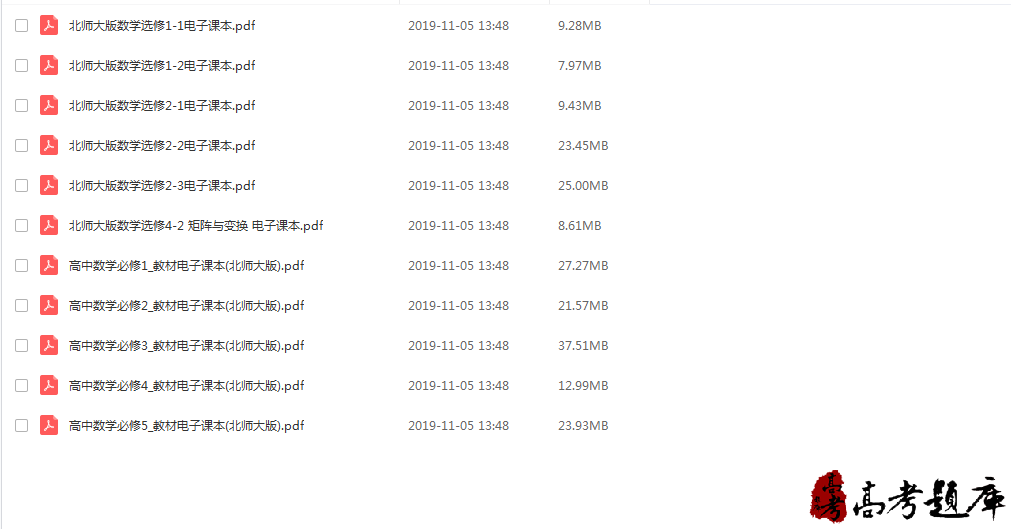 北师大版数学选修1-1电子课本.pdf 2019-11-05 13:48 9.28MB
北师大版数学选修1-2电子课本.pdf 2019-11-05 13:48 7.97MB
北师大版数学选修2-1电子课本.pdf 2019-11-05 13:48 9.43MB
北师大版数学选修2-2电子课本.pdf 2019-11-05 13:48 23.45MB
北师大版数学选修2-3电子课本.pdf 2019-11-05 13:48 25.00MB
北师大版数学选修4-2 矩阵与变换 电子课本.pdf 2019-11-05 13:48 8.61MB
高中数学必修1_教材电子课本(北师大版).pdf 2019-11-05 13:48 27.27MB
高中数学必修2_教材电子课本(北师大版).pdf 2019-11-05 13:48 21.57MB
高中数学必修3_教材电子课本(北师大版).pdf 2019-11-05 13:48 37.51MB
高中数学必修4_教材电子课本(北师大版).pdf 2019-11-05 13:48 12.99MB
高中数学必修5_教材电子课本(北师大版).pdf 2019-11-05 13:48 23.93MB
高考 高考题库